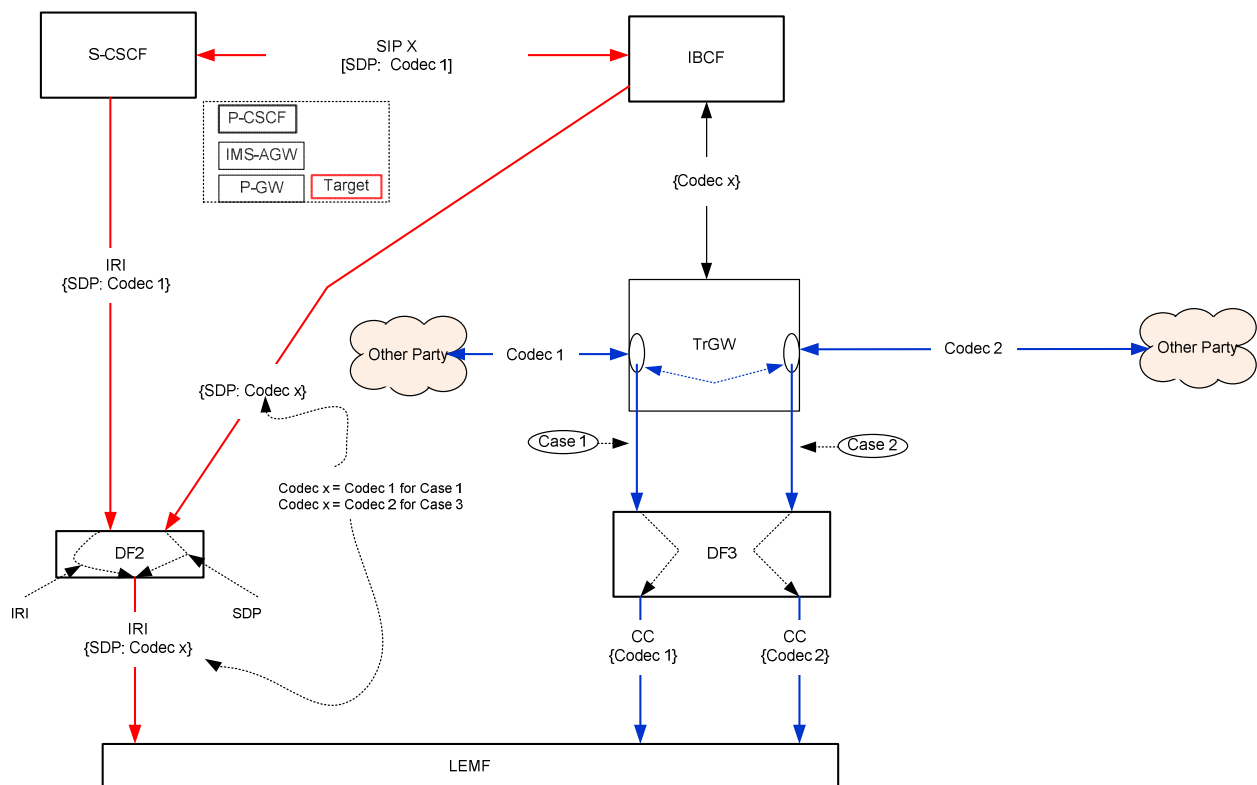 S-CSCF
SIP X
[SDP: Codec 1]
IBCF
P-CSCF
IMS-AGW
P-GW
Target
{Codec x}
IRI
{SDP: Codec 1}
Other Party
Codec 1
TrGW
Codec 2
Other Party
{SDP: Codec x}
Case 1
Case 2
Codec x = Codec 1 for Case 1
Codec x = Codec 2 for Case 3
DF2
DF3
IRI
SDP
IRI
{SDP: Codec x}
CC
{Codec 1}
CC
{Codec 2}
LEMF